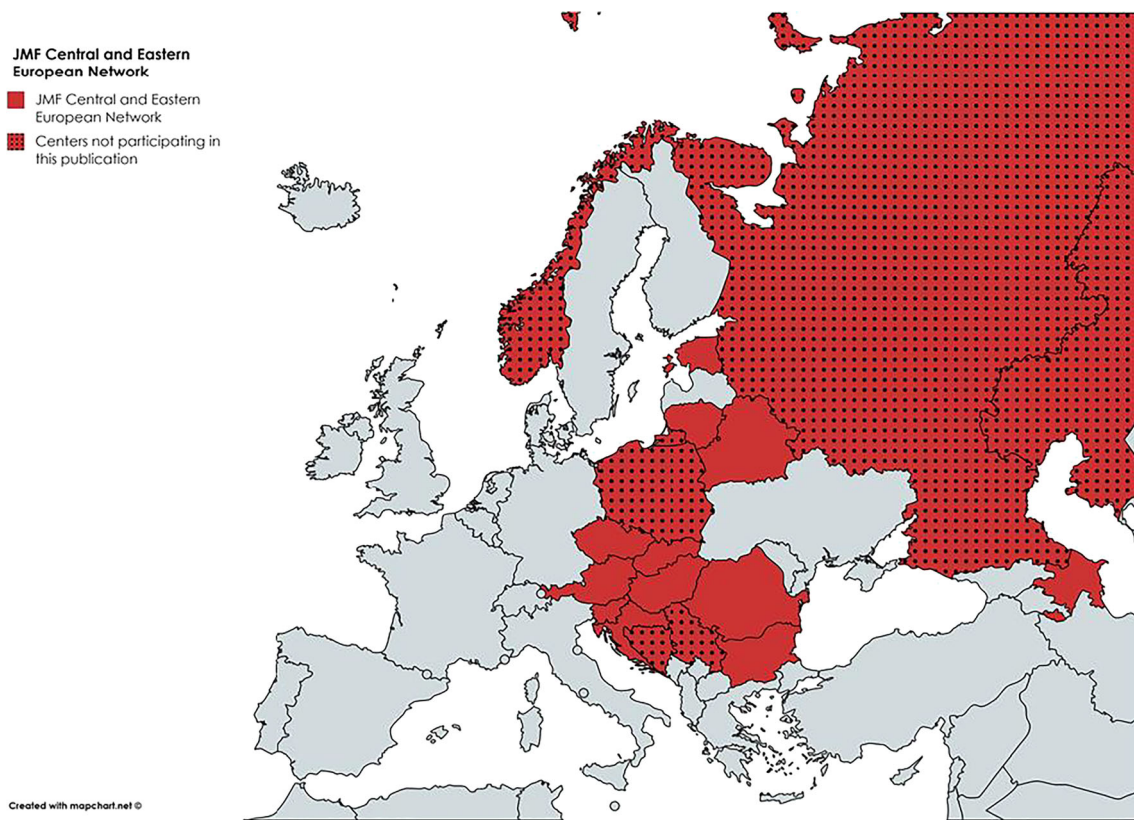 JMF Central and Eastern
European Network
JMF Central and Eastern
European Network
Centers not participating in
this publication
Created with mapchart.net ©